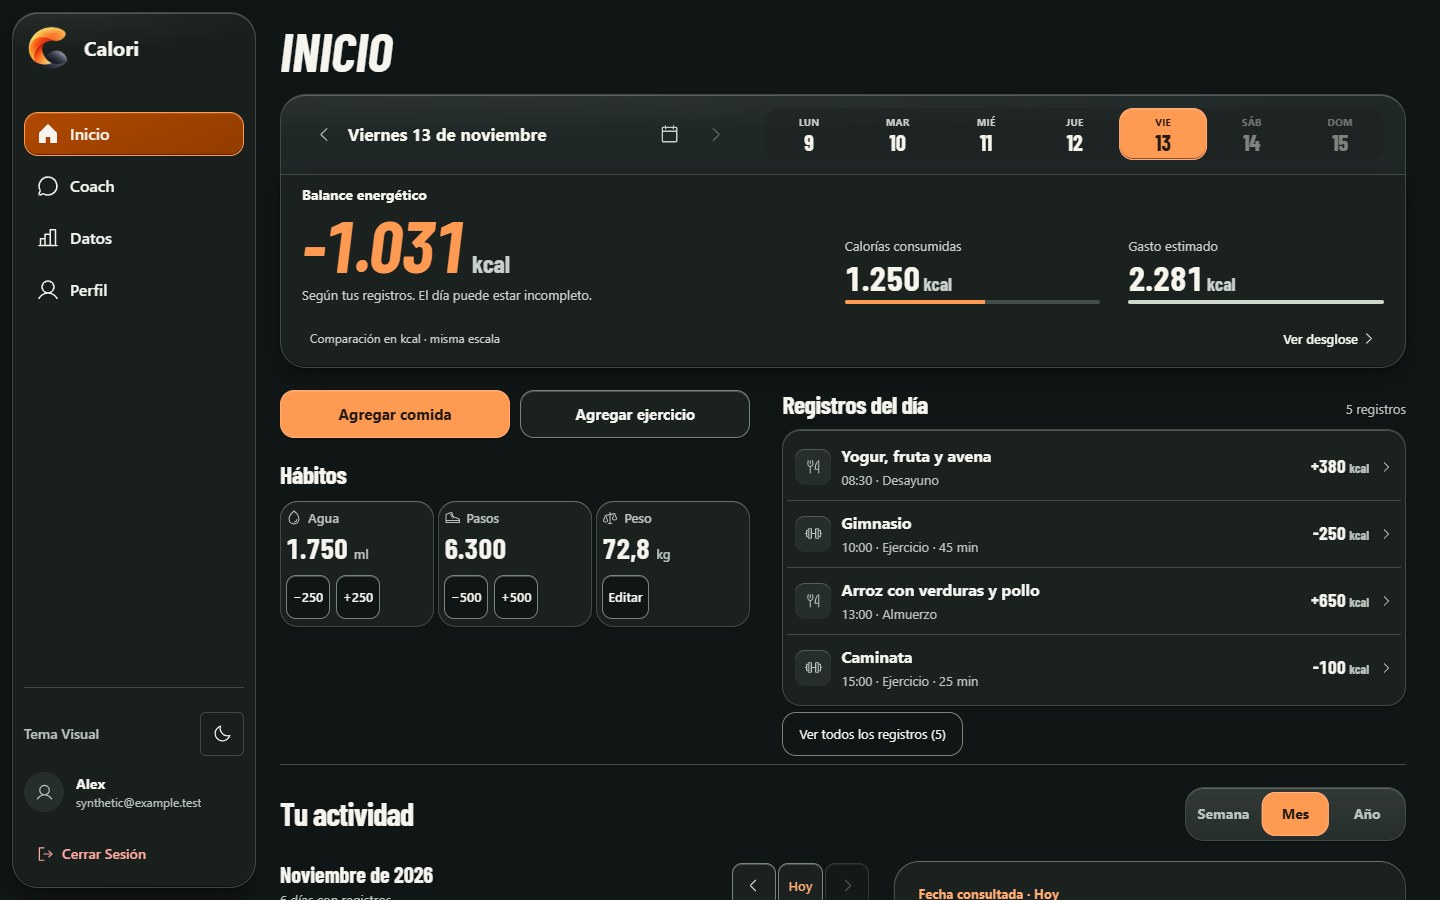 Calori
Inicio
Coach
Datos
Perfil
Tema Visual
Alex
synthetic@example.test
Cerrar Sesión
INICIO
Viernes 13 de noviembre
LUN
9
MAR
10
MIÉ
11
JUE
12
VIE
13
SÁB
14
DOM
15
Balance energético
-1.031 kcal
Según tus registros. El día puede estar incompleto.
Calorías consumidas
1.250 kcal
Gasto estimado
2.281 kcal
Comparación en kcal · misma escala
Ver desglose
Agregar comida
Agregar ejercicio
Hábitos
Agua
1.750 ml
−250
+250
Pasos
6.300
−500
+500
Peso
72,8 kg
Editar
Registros del día
5 registros
Yogur, fruta y avena
08:30 · Desayuno
+380 kcal
Gimnasio
10:00 · Ejercicio · 45 min
-250 kcal
Arroz con verduras y pollo
13:00 · Almuerzo
+650 kcal
Caminata
15:00 · Ejercicio · 25 min
-100 kcal
Ver todos los registros (5)
Tu actividad
Semana
Mes
Año
Noviembre de 2026
6 días con registros
Hoy
Fecha consultada · Hoy